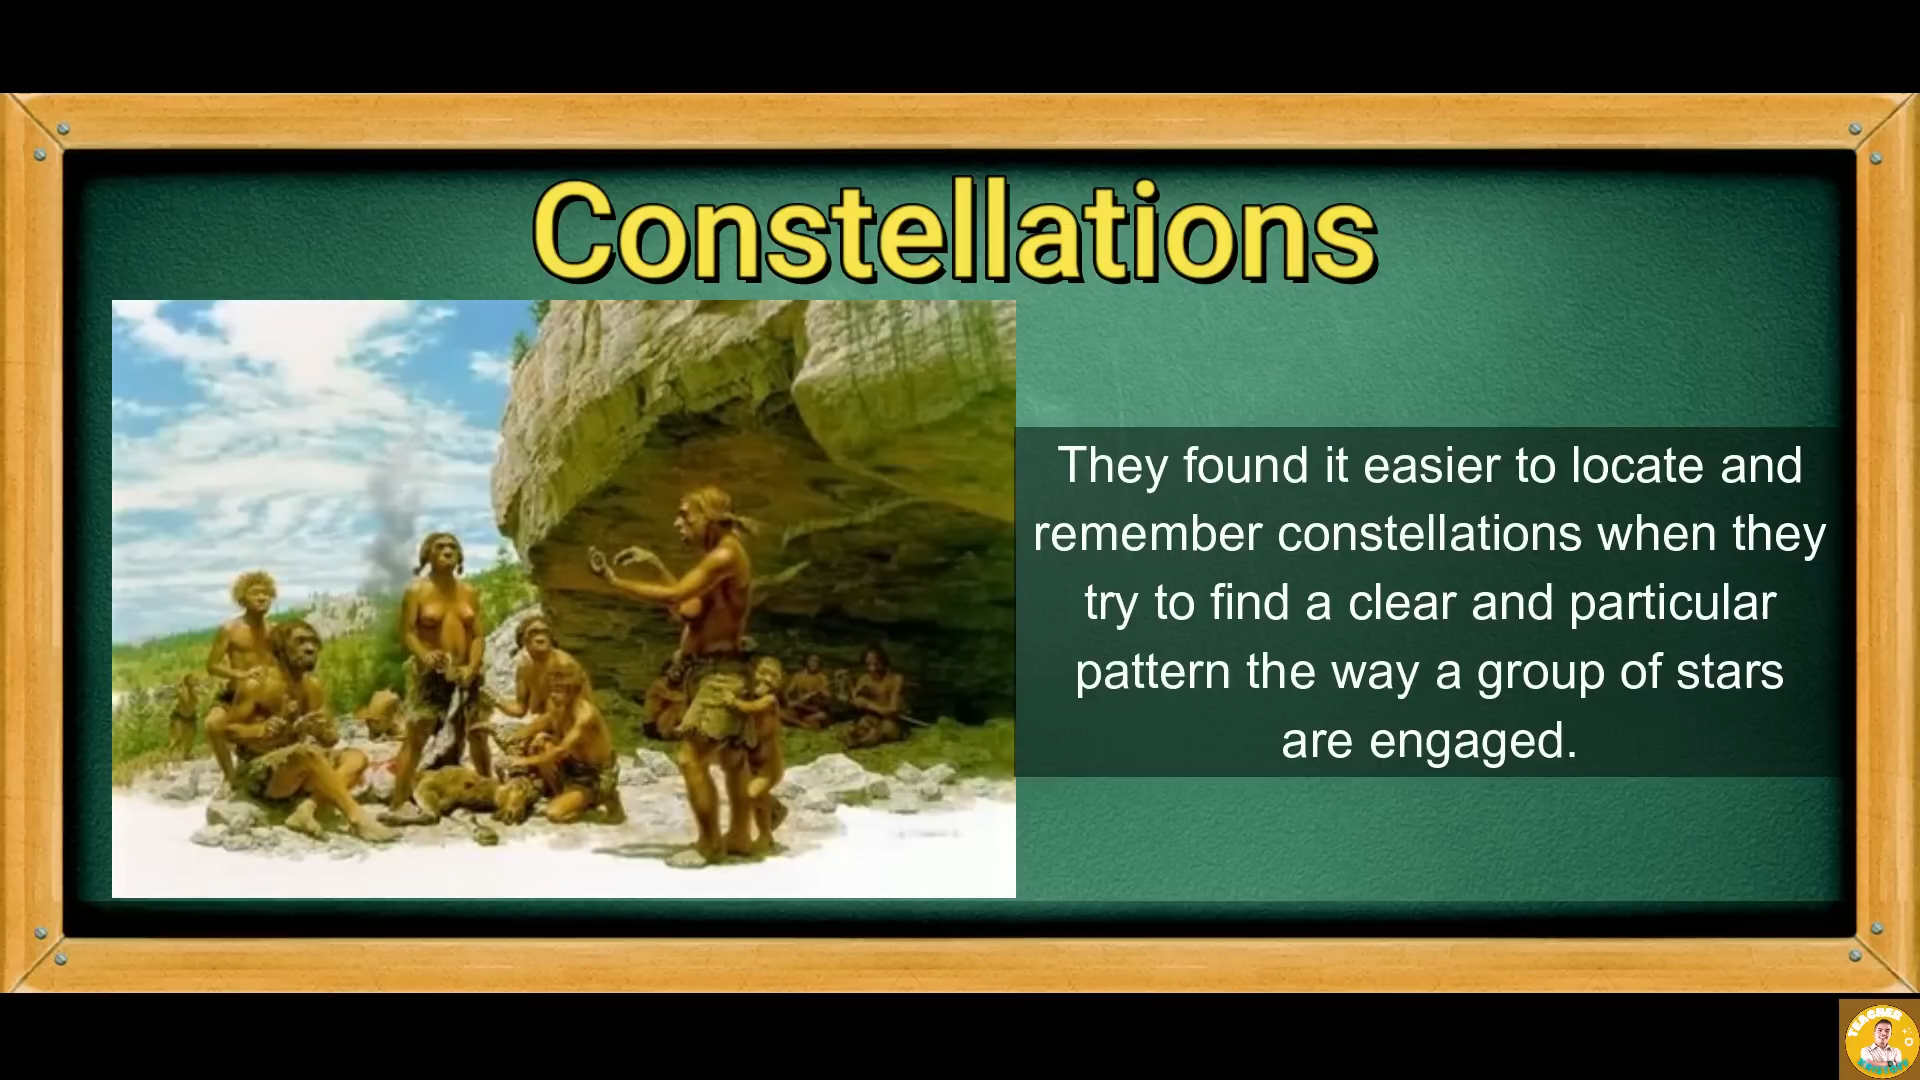 Constellations
They found it easier to locate and
remember constellations when they
try to find a clear and particular
pattern the way a group of stars
are engaged.
TEACHER